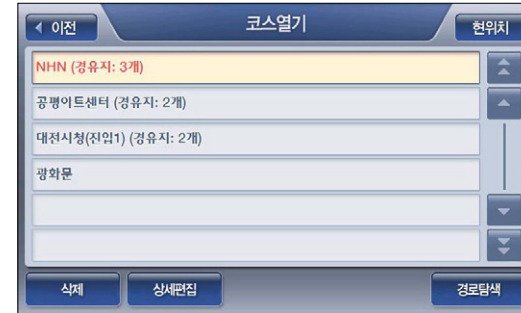 이전
코스열기
현위치
NHN (경유지: 3개)
공평아트센터 (경유지: 2개)
대전시청(진입1) (경유지: 2개)
광화문
삭제
상세편집
경로탐색